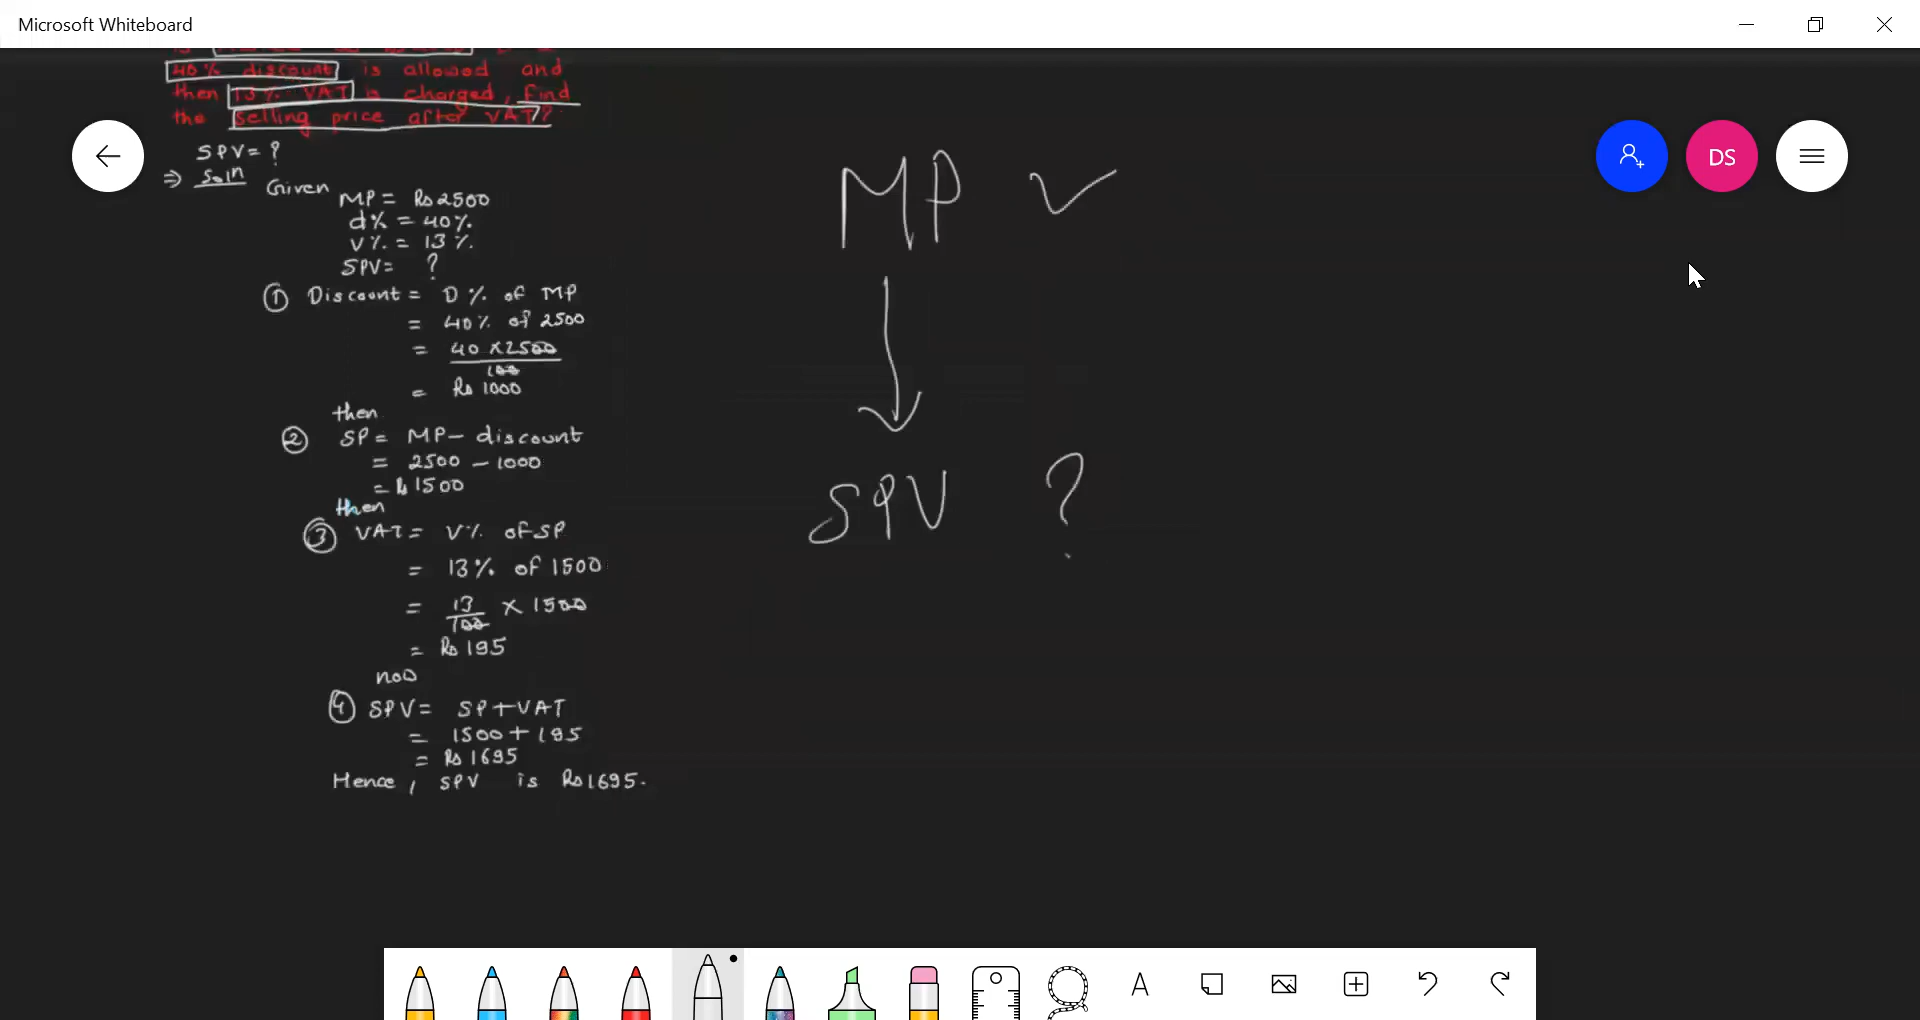 Microsoft Whiteboard
40% discount is allowed and
then 13% VAT is charged, find
the selling price after VAT?
SPV = ?
⇒ Soln
Given
MP = Rs 2500
d% = 40%
V% = 13%
SPV = ?
① Discount = D% of MP
= 40% of 2500
= 40 × 2500
100
= Rs 1000
then
② SP = MP - discount
= 2500 - 1000
= Rs 1500
then
③ VAT = V% of SP
= 13% of 1500
= 13/100 × 1500
= Rs 195
now
④ SPV = SP + VAT
= 1500 + 195
= Rs 1695
Hence, SPV is Rs 1695.
MP ✓
SPV ?
DS
A